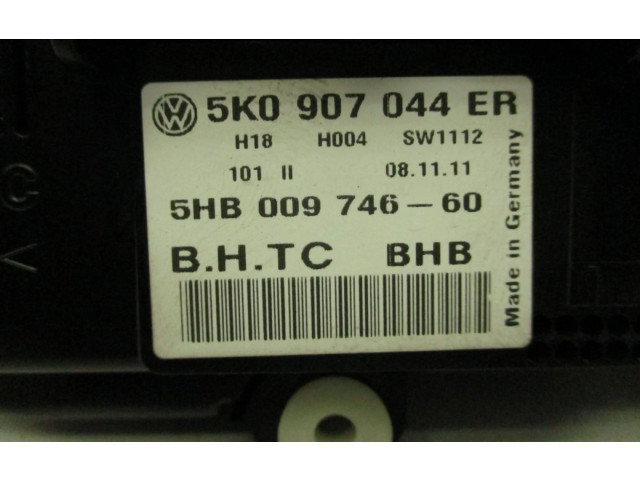 5K0 907 044 ER
H18 H004 SW1112
101 II 08.11.11
5HB 009 746-60
B.H.TC BHB
Made in Germany